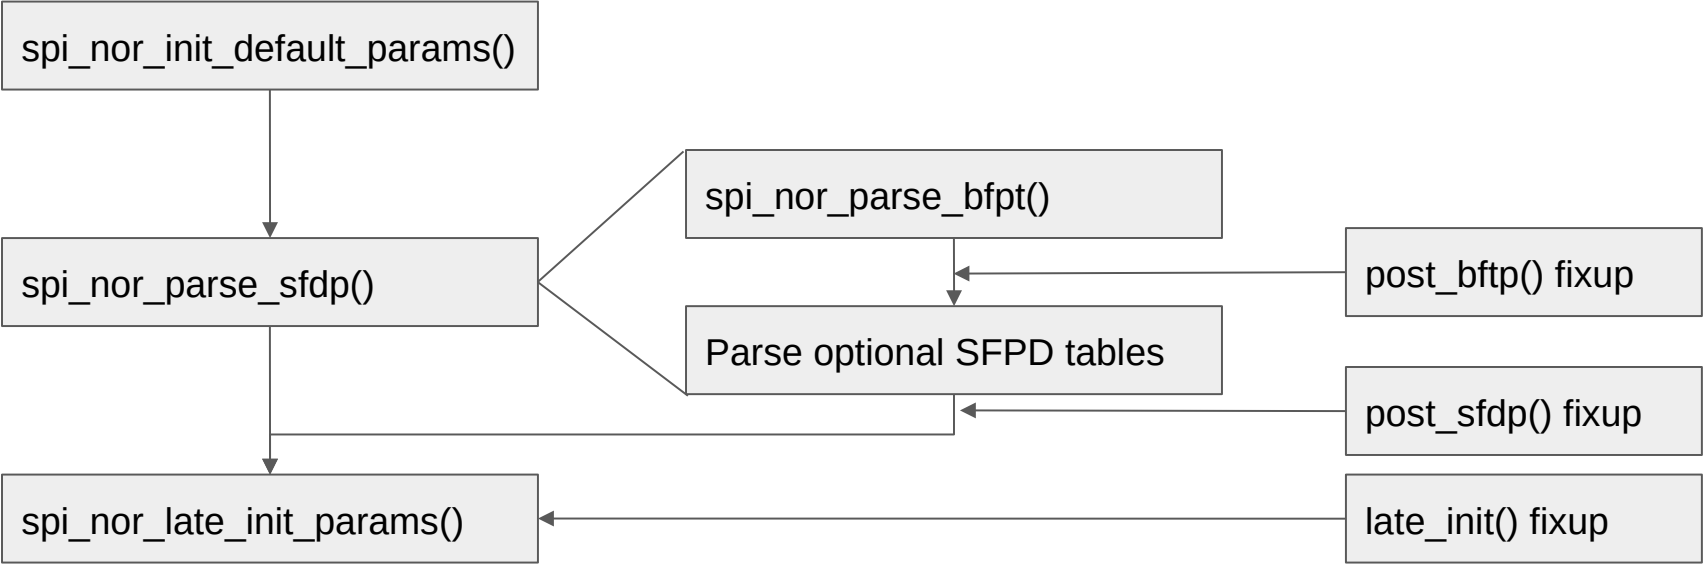 spi_nor_init_default_params()
spi_nor_parse_bfpt()
spi_nor_parse_sfdp()
post_bftp() fixup
Parse optional SFPD tables
post_sfdp() fixup
spi_nor_late_init_params()
late_init() fixup